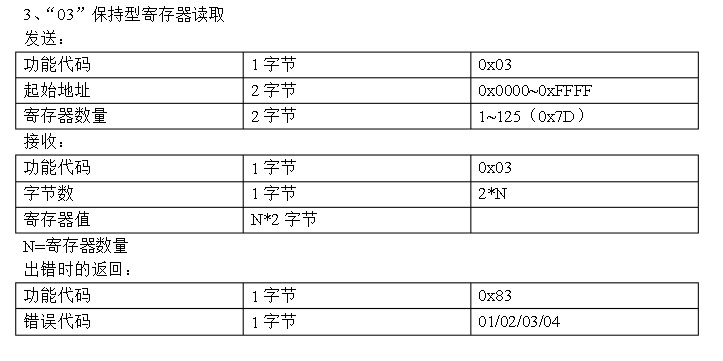 3、“03”保持型寄存器读取
发送：
功能代码 1 字节 0x03
起始地址 2 字节 0x0000~0xFFFF
寄存器数量 2 字节 1~125（0x7D）
接收：
功能代码 1 字节 0x03
字节数 1 字节 2*N
寄存器值 N*2 字节
N=寄存器数量
出错时的返回：
功能代码 1 字节 0x83
错误代码 1 字节 01/02/03/04